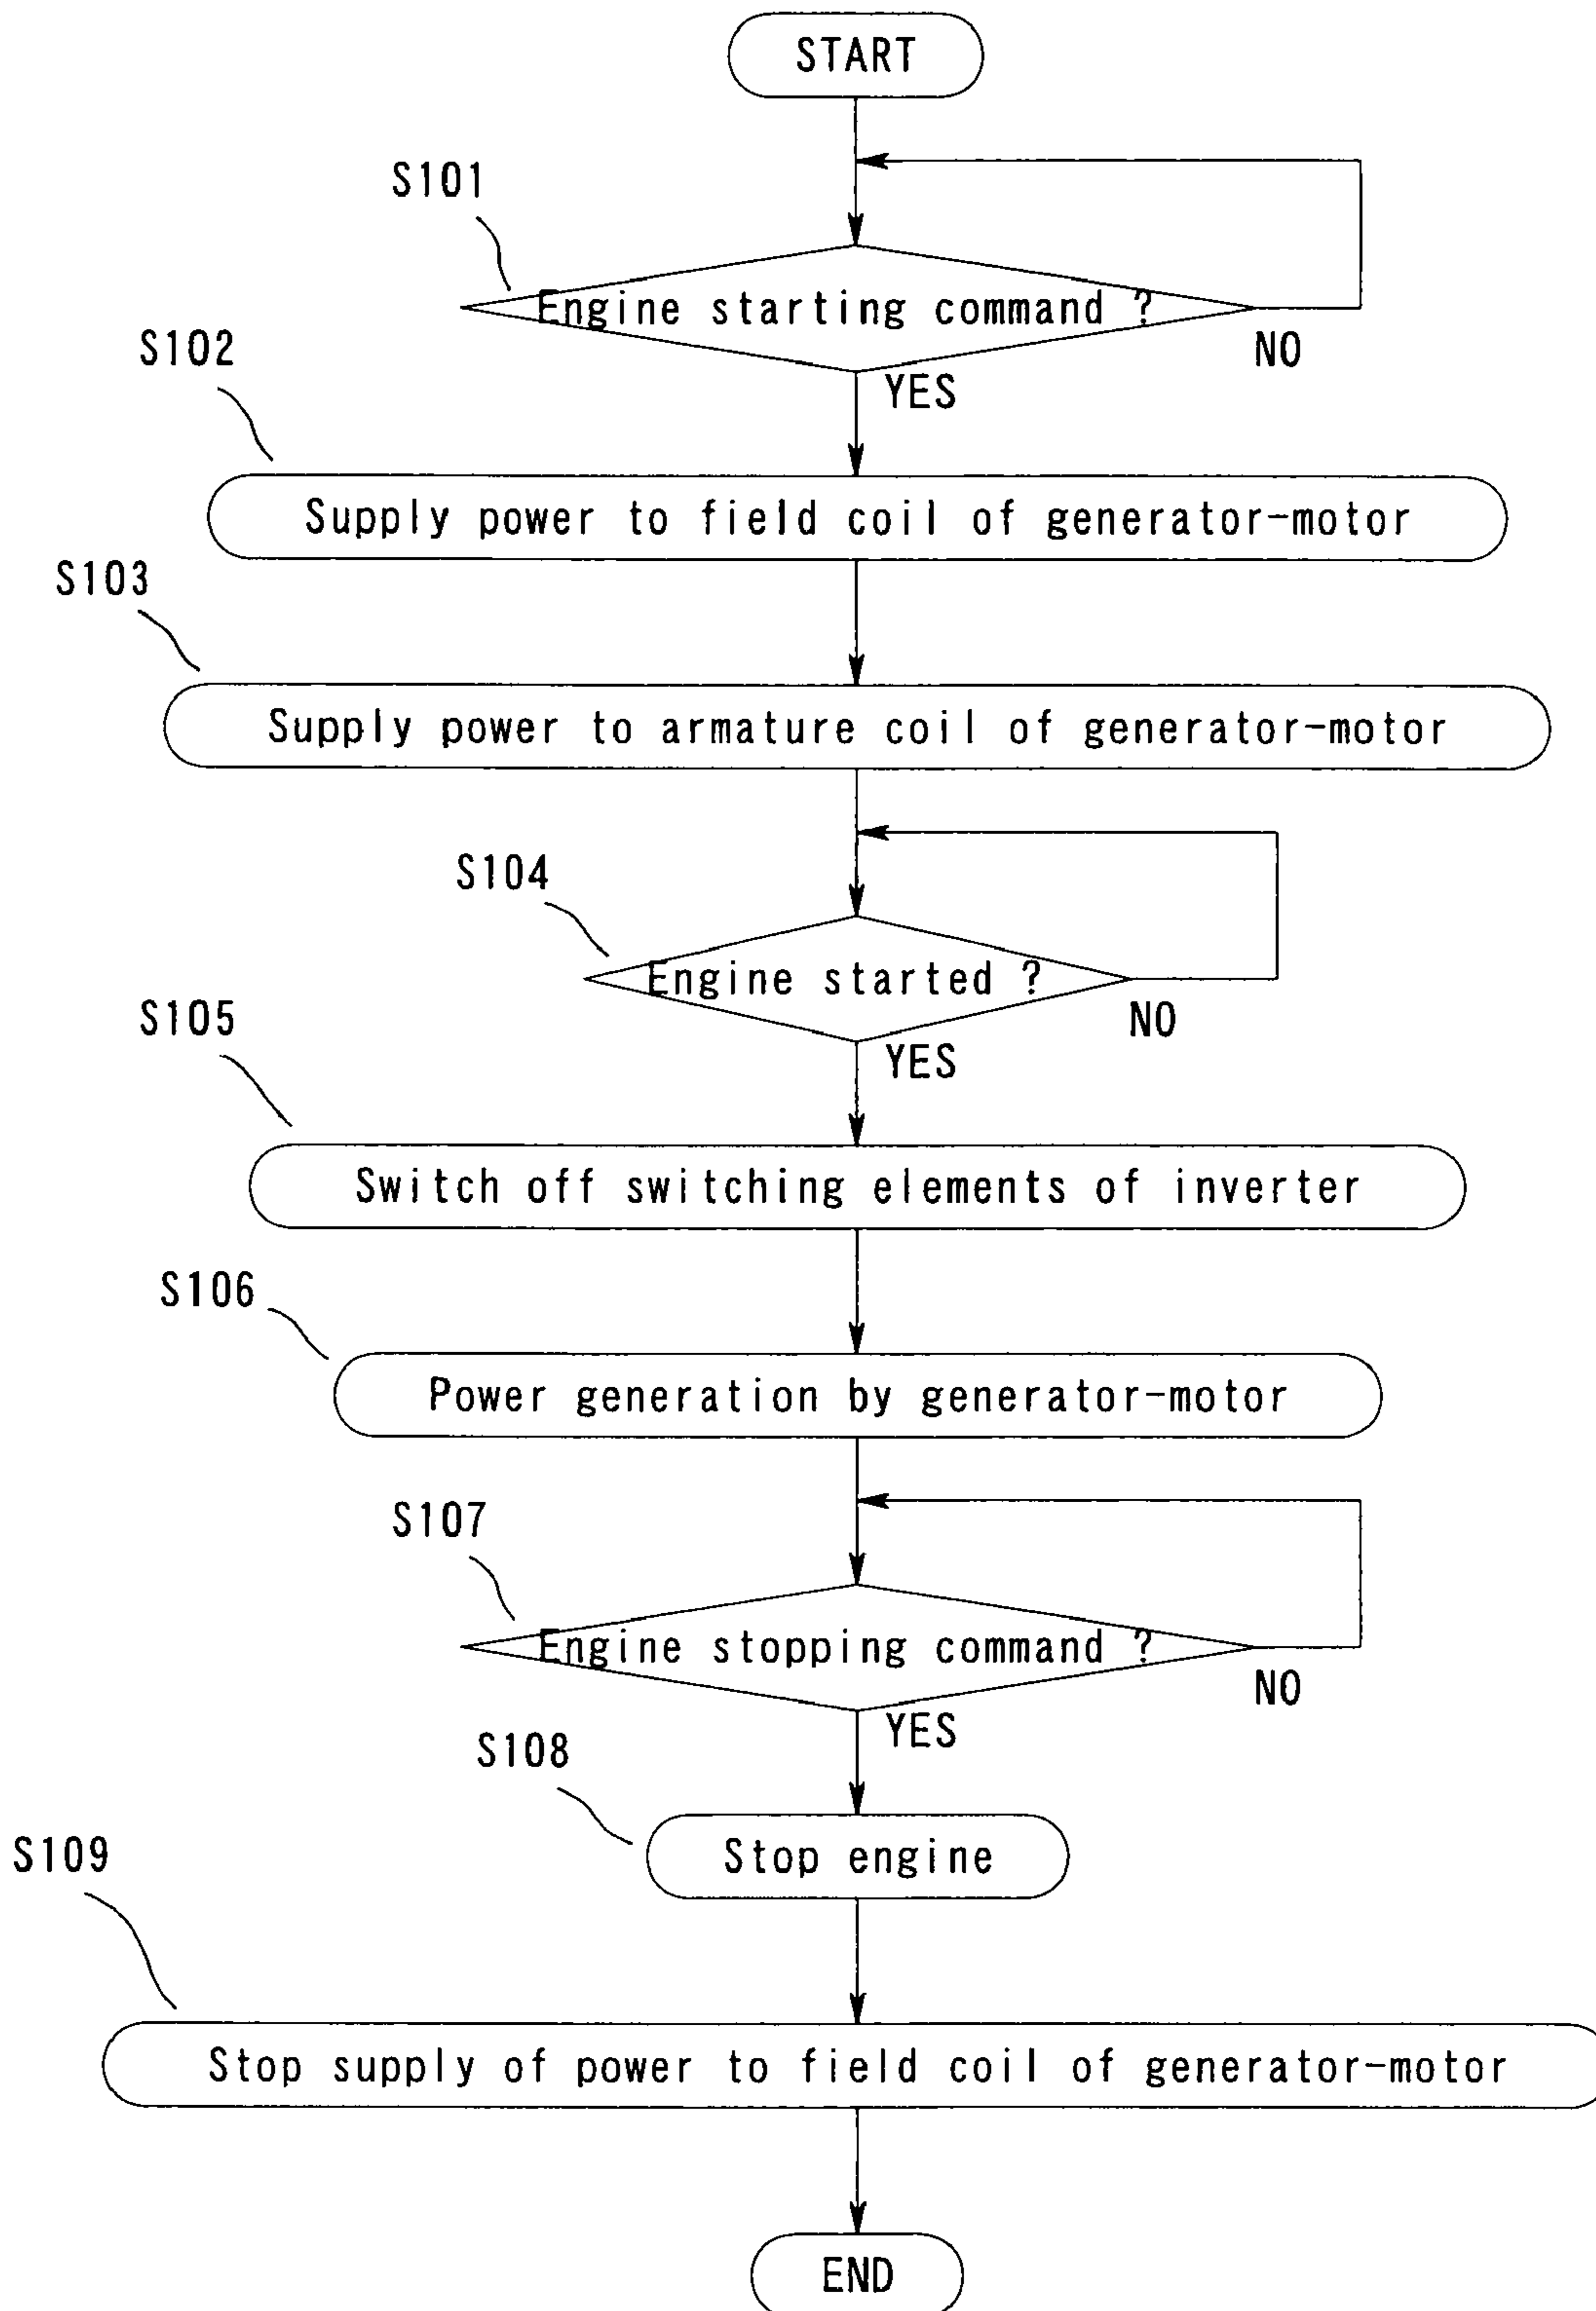 START
S101
Engine starting command ?
NO
YES
S102
Supply power to field coil of generator-motor
S103
Supply power to armature coil of generator-motor
S104
Engine started ?
NO
YES
S105
Switch off switching elements of inverter
S106
Power generation by generator-motor
S107
Engine stopping command ?
NO
YES
S108
Stop engine
S109
Stop supply of power to field coil of generator-motor
END